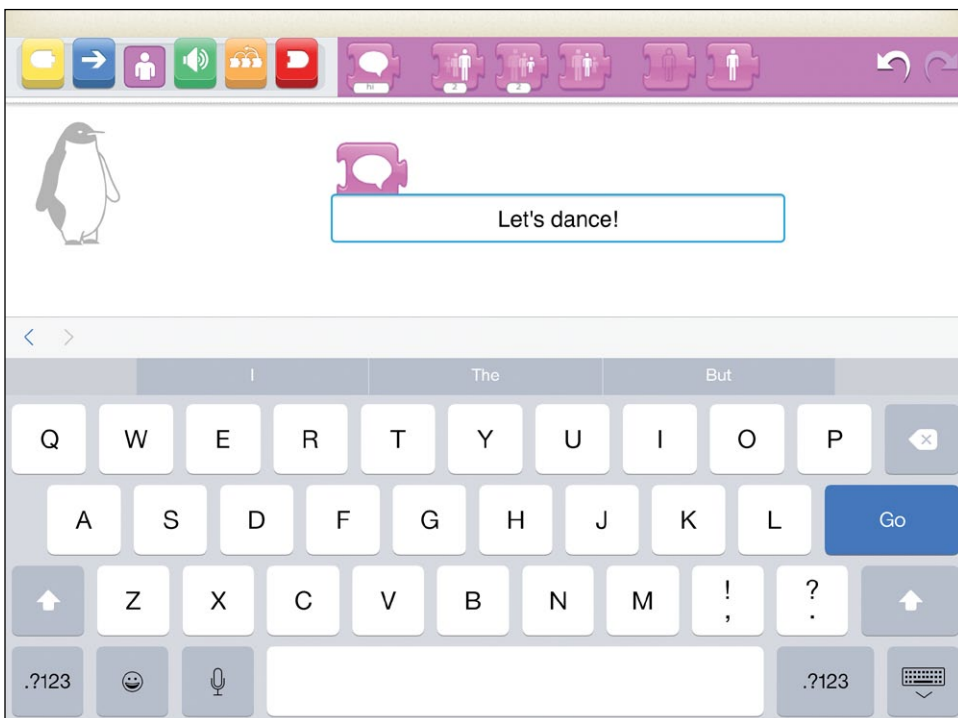 hi
2
2
Let's dance!
I The But
Q W E R T Y U I O P
A S D F G H J K L Go
Z X C V B N M ! , ? .
.?123 .?123